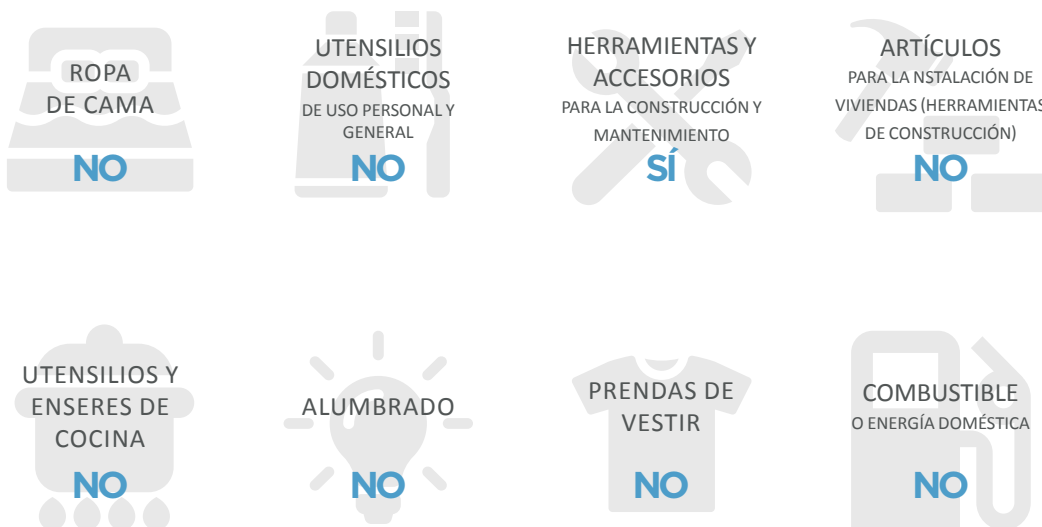 ROPA
DE CAMA
NO
UTENSILIOS
DOMÉSTICOS
DE USO PERSONAL Y
GENERAL
NO
HERRAMIENTAS Y
ACCESORIOS
PARA LA CONSTRUCCIÓN Y
MANTENIMIENTO
SÍ
ARTÍCULOS
PARA LA NSTALACIÓN DE
VIVIENDAS (HERRAMIENTAS
DE CONSTRUCCIÓN)
NO
UTENSILIOS Y
ENSERES DE
COCINA
NO
ALUMBRADO
NO
PRENDAS DE
VESTIR
NO
COMBUSTIBLE
O ENERGÍA DOMÉSTICA
NO